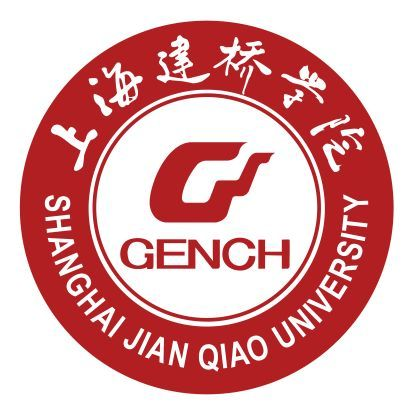 上海建桥学院
GENCH
SHANGHAI JIAN QIAO UNIVERSITY